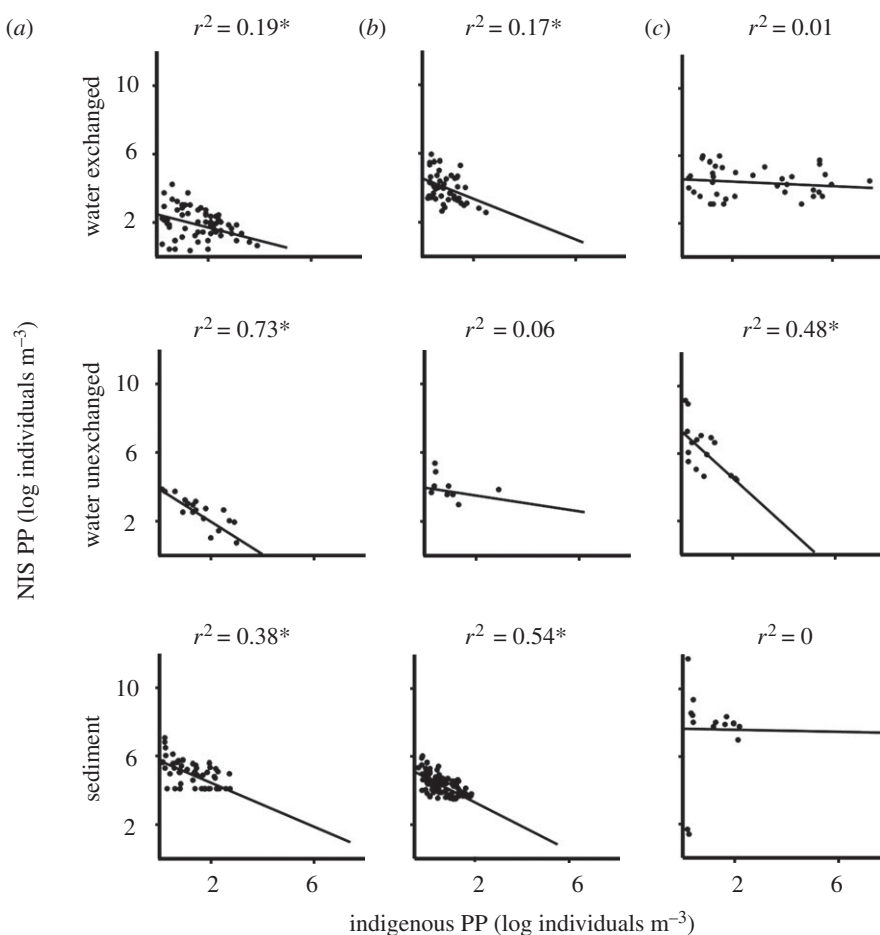 (a) r² = 0.19* (b) r² = 0.17* (c) r² = 0.01
water exchanged
10
6
2
2 6
r² = 0.73* r² = 0.06 r² = 0.48*
NIS PP (log individuals m⁻³)
water unexchanged
10
6
2
r² = 0.38* r² = 0.54* r² = 0
sediment
10
6
2
2 6 2 6 2 6
indigenous PP (log individuals m⁻³)